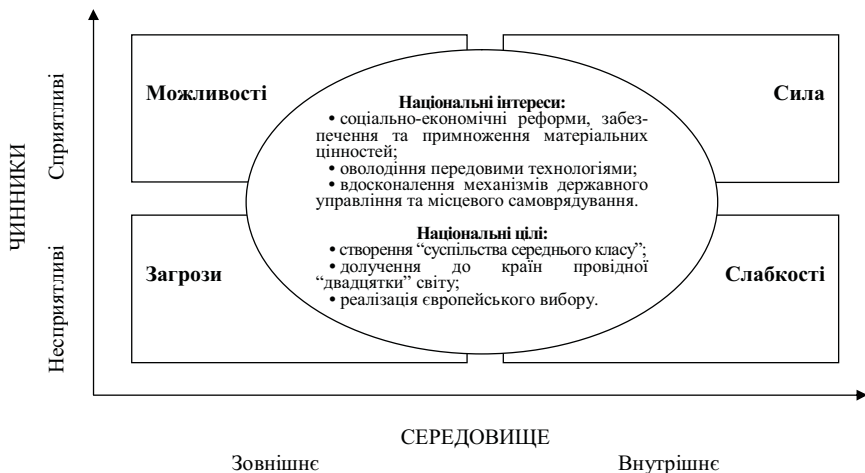 ЧИННИКИ
Сприятливі
Несприятливі
Можливості
Сила
Загрози
Слабкості
Національні інтереси:
• соціально-економічні реформи, забез-
печення та примноження матеріальних
цінностей;
• оволодіння передовими технологіями;
• вдосконалення механізмів державного
управління та місцевого самоврядування.
Національні цілі:
• створення “суспільства середнього класу”;
• долучення до країн провідної
“двадцятки” світу;
• реалізація європейського вибору.
СЕРЕДОВИЩЕ
Зовнішнє
Внутрішнє